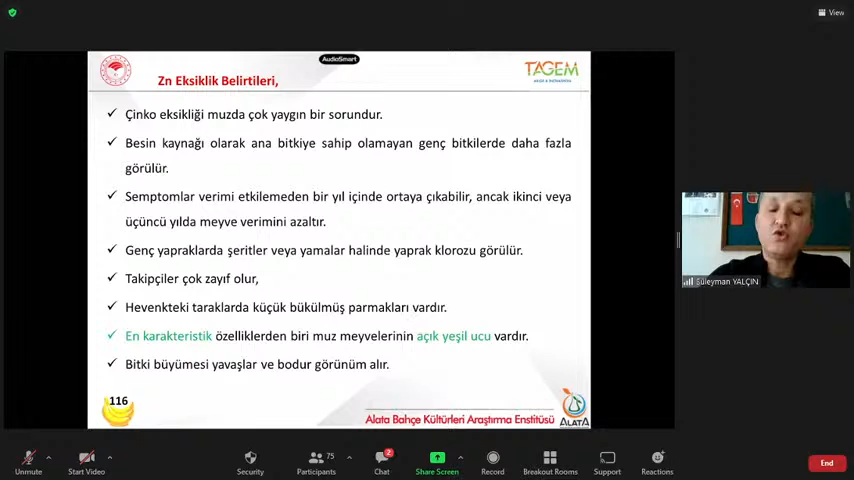 View
AudioSmart
TAGEM
Zn Eksiklik Belirtileri,
✓ Çinko eksikliği muzda çok yaygın bir sorundur.
✓ Besin kaynağı olarak ana bitkiye sahip olamayan genç bitkilerde daha fazla
görülür.
✓ Semptomlar verimi etkilemeden bir yıl içinde ortaya çıkabilir, ancak ikinci veya
üçüncü yılda meyve verimini azaltır.
✓ Genç yapraklarda şeritler veya yamalar halinde yaprak klorozu görülür.
✓ Takipçiler çok zayıf olur,
✓ Hevenkteki taraklarda küçük bükülmüş parmakları vardır.
✓ En karakteristik özelliklerden biri muz meyvelerinin açık yeşil ucu vardır.
✓ Bitki büyümesi yavaşlar ve bodur görünüm alır.
116
Alata Bahçe Kültürleri Araştırma Enstitüsü
ALATA
Süleyman YALÇIN
Unmute
Start Video
Security
Participants
75
Chat
2
Share Screen
Record
Breakout Rooms
Support
Reactions
End